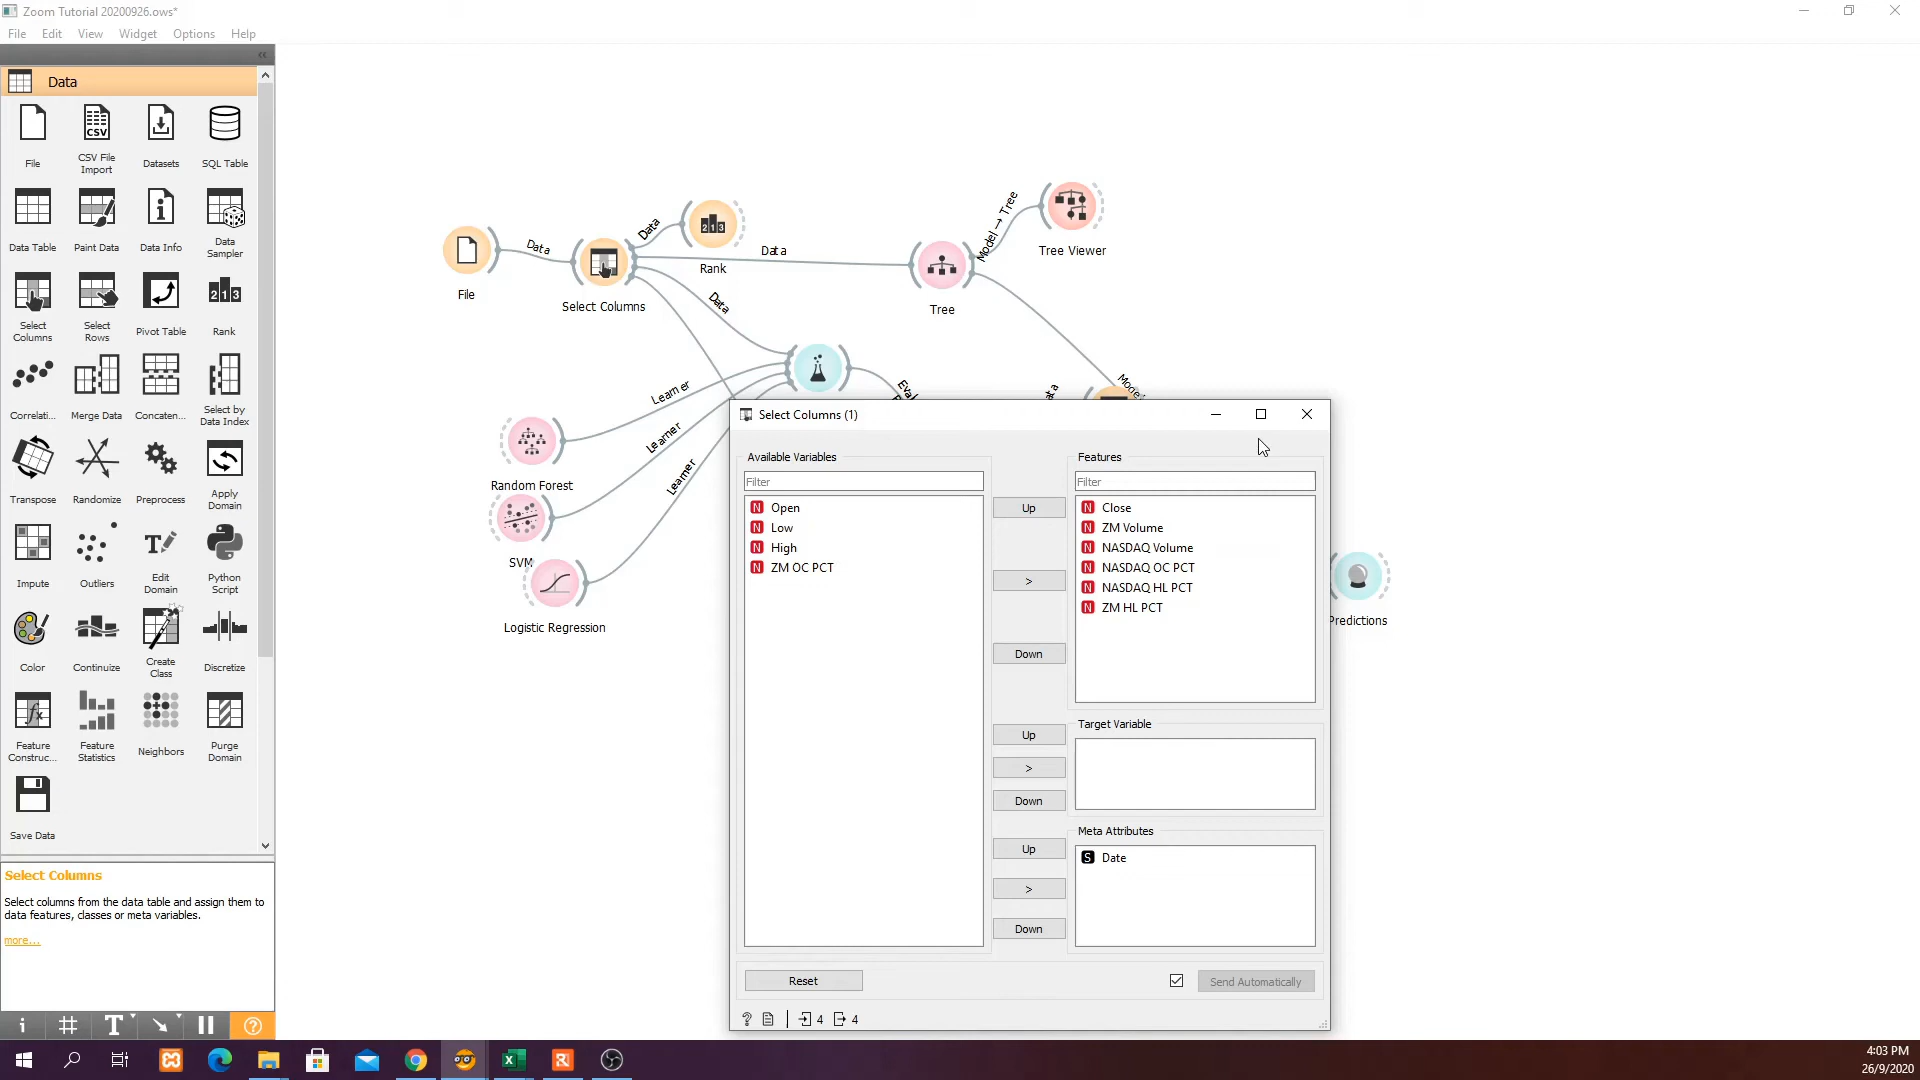 Zoom Tutorial 20200926.ows*
File Edit View Widget Options Help
Data
File
CSV File Import
Datasets
SQL Table
Data Table
Paint Data
Data Info
Data Sampler
Select Columns
Select Rows
Pivot Table
Rank
Correlati...
Merge Data
Concaten...
Select by Data Index
Transpose
Randomize
Preprocess
Apply Domain
Impute
Outliers
Edit Domain
Python Script
Color
Continuize
Create Class
Discretize
Feature Construc...
Feature Statistics
Neighbors
Purge Domain
Save Data
Select Columns
Select columns from the data table and assign them to
data features, classes or meta variables.
more...
File
Data
Select Columns
Data
Rank
Data
Tree
Model → Tree
Tree Viewer
Data
Learner
Learner
Learner
Random Forest
SVM
Logistic Regression
Predictions
Select Columns (1)
Available Variables
Filter
N Open
N Low
N High
N ZM OC PCT
Up
>
Down
Up
>
Down
Up
>
Down
Features
Filter
N Close
N ZM Volume
N NASDAQ Volume
N NASDAQ OC PCT
N NASDAQ HL PCT
N ZM HL PCT
Target Variable
Meta Attributes
S Date
Reset
Send Automatically
? 4 4
4:03 PM
26/9/2020